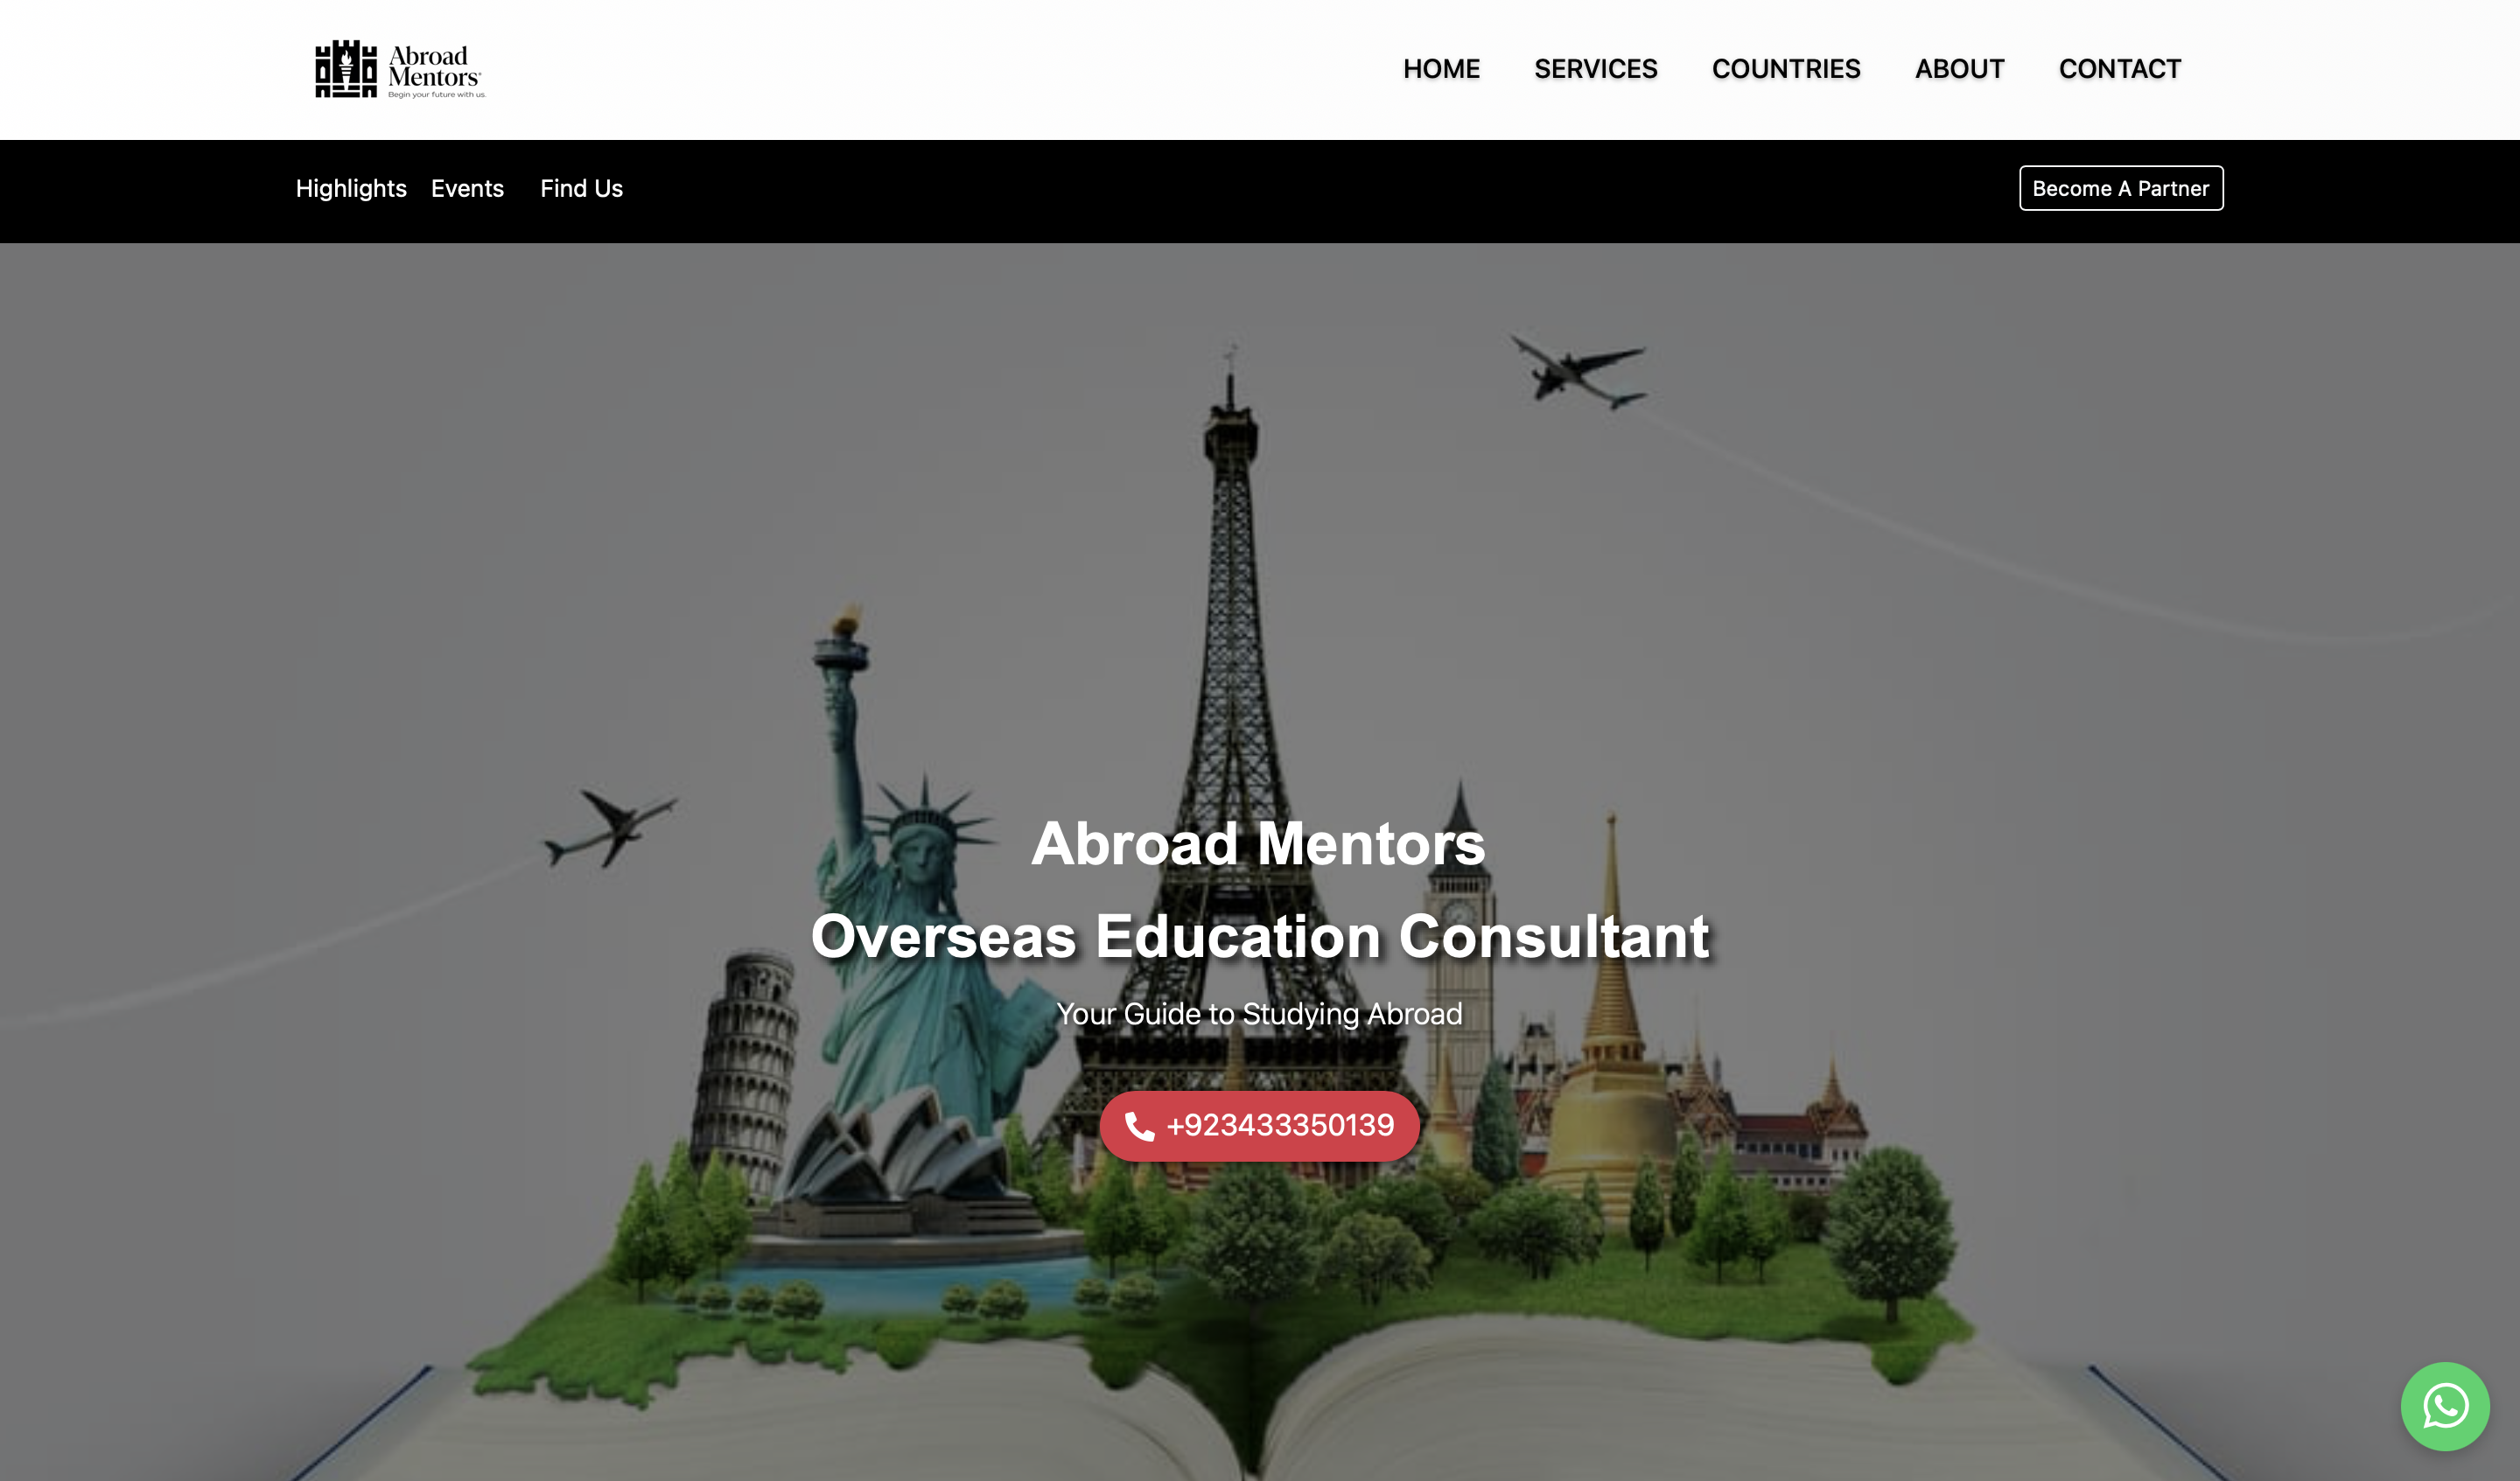 Abroad
Mentors
Begin your future with us.
HOME SERVICES COUNTRIES ABOUT CONTACT
Highlights Events Find Us Become A Partner
Abroad Mentors
Overseas Education Consultant
Your Guide to Studying Abroad
+923433350139